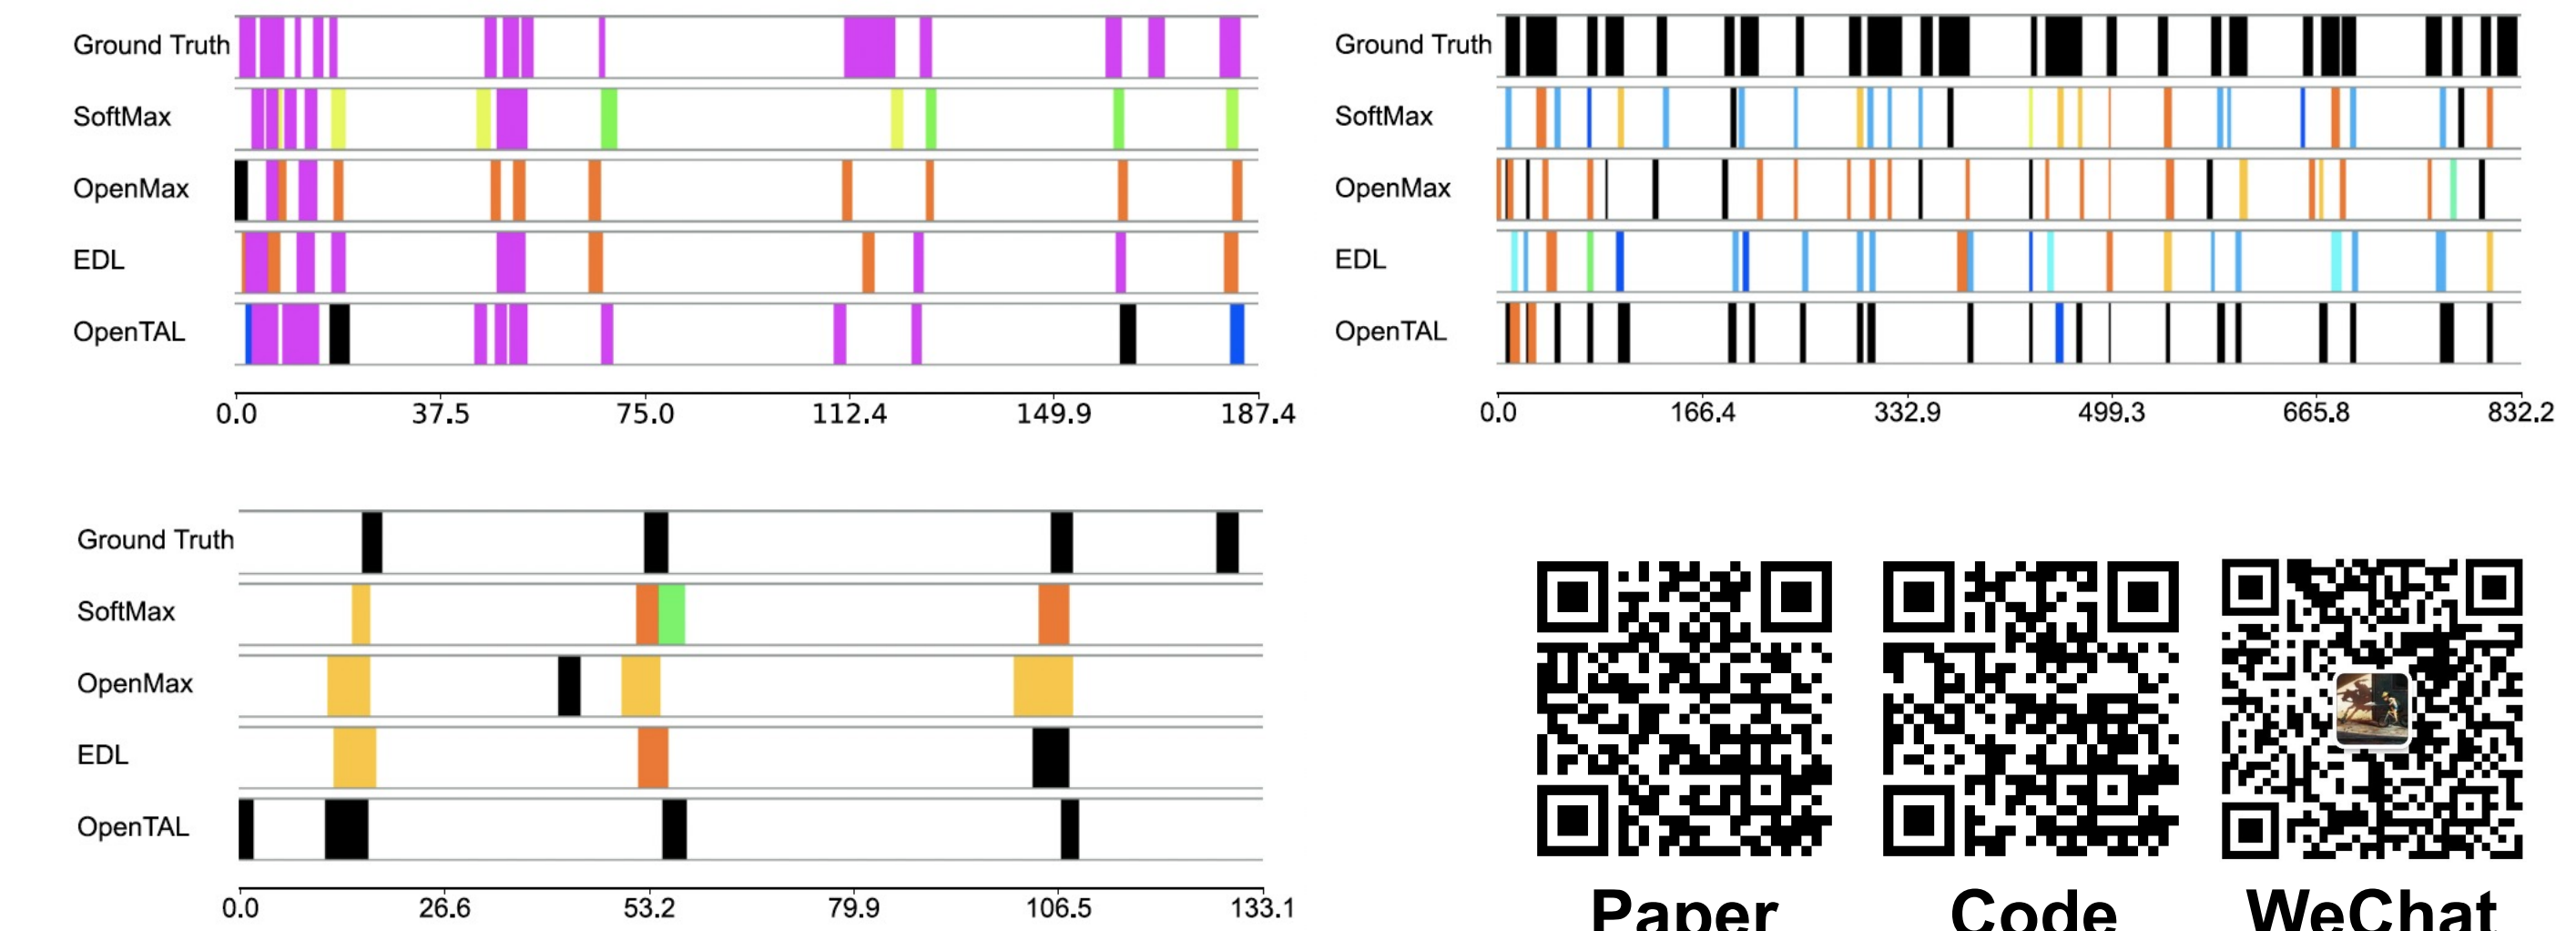 Ground Truth
SoftMax
OpenMax
EDL
OpenTAL
0.0 37.5 75.0 112.4 149.9 187.4
Ground Truth
SoftMax
OpenMax
EDL
OpenTAL
0.0 166.4 332.9 499.3 665.8 832.2
Ground Truth
SoftMax
OpenMax
EDL
OpenTAL
0.0 26.6 53.2 79.9 106.5 133.1
Paper Code WeChat